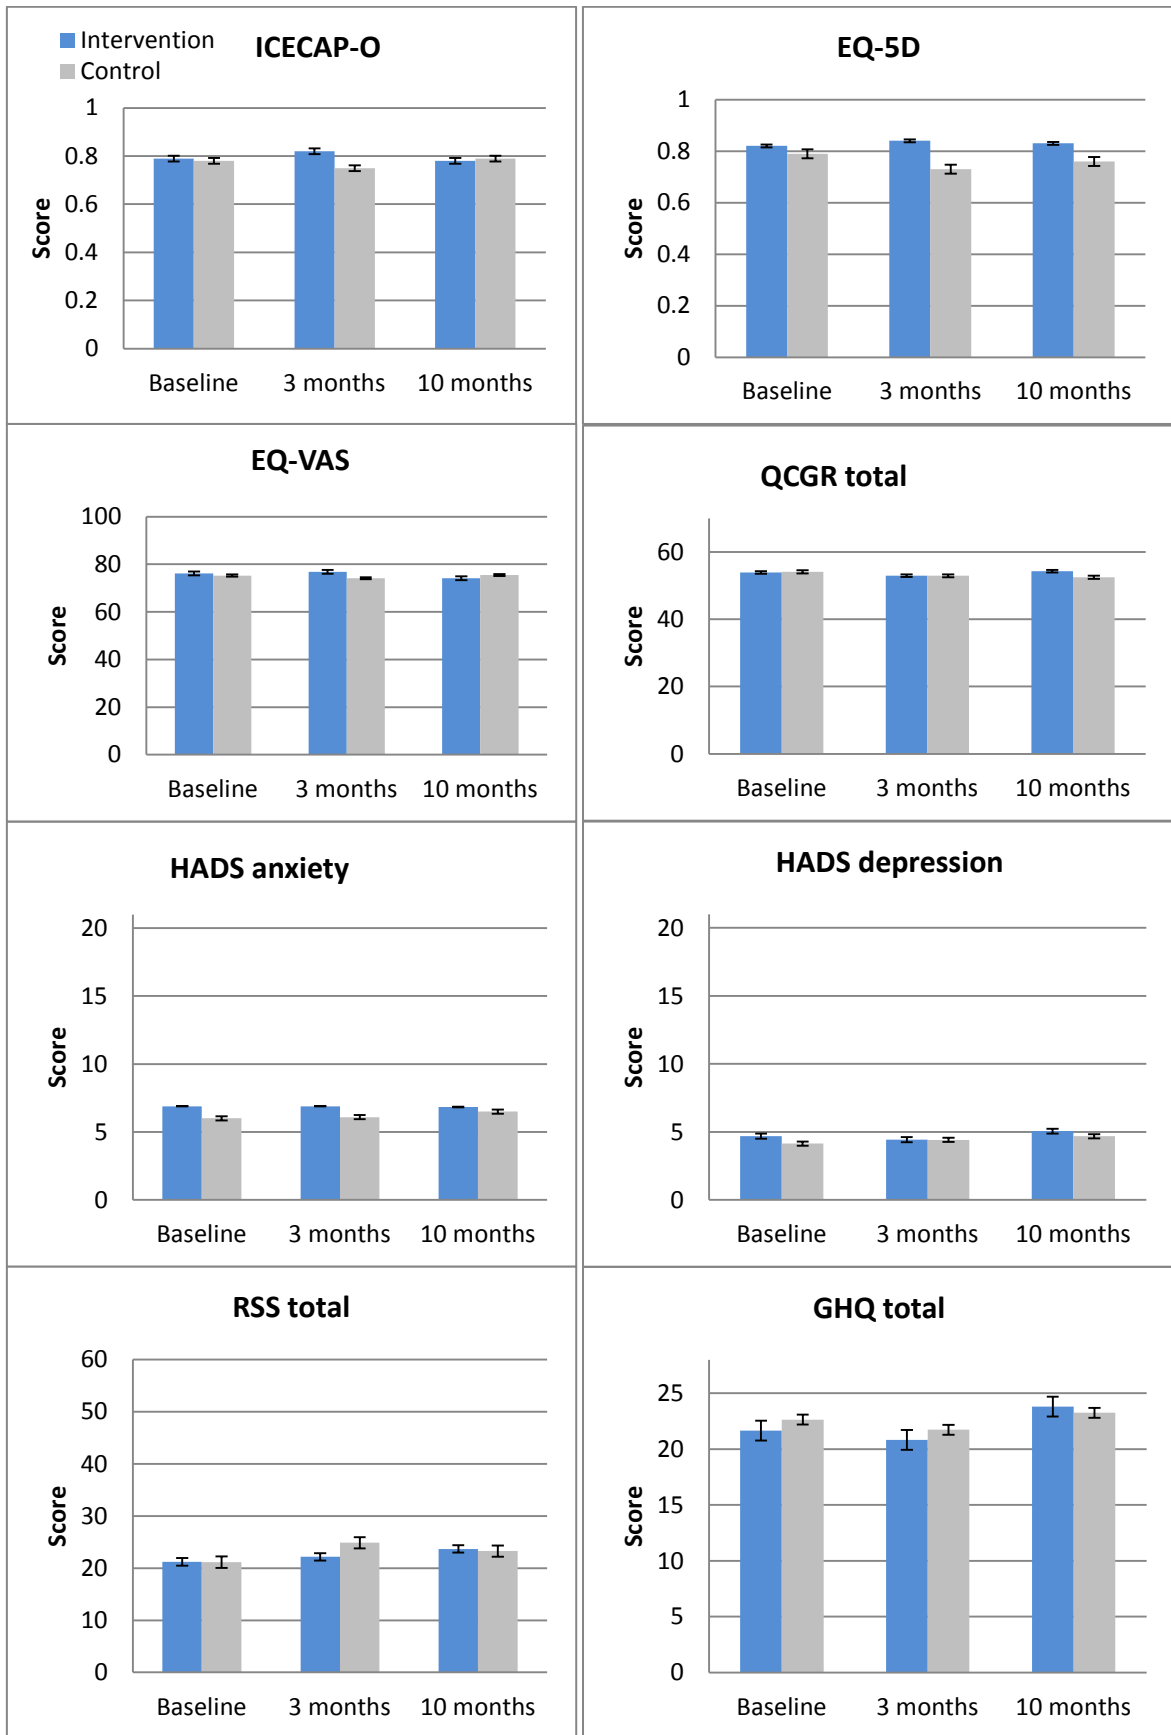 Intervention
Control
ICECAP-O
Score
1
0.8
0.6
0.4
0.2
0
Baseline 3 months 10 months
EQ-5D
Score
1
0.8
0.6
0.4
0.2
0
Baseline 3 months 10 months
EQ-VAS
Score
100
80
60
40
20
0
Baseline 3 months 10 months
QCGR total
Score
60
40
20
0
Baseline 3 months 10 months
HADS anxiety
Score
20
15
10
5
0
Baseline 3 months 10 months
HADS depression
Score
20
15
10
5
0
Baseline 3 months 10 months
RSS total
Score
60
50
40
30
20
10
0
Baseline 3 months 10 months
GHQ total
Score
25
20
15
10
5
0
Baseline 3 months 10 months